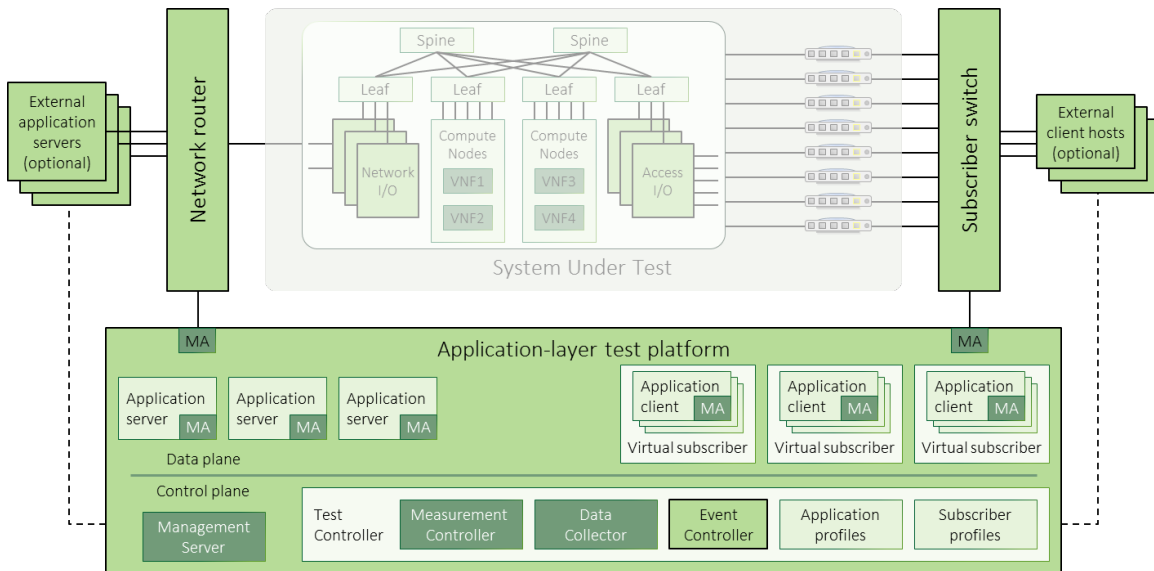 Spine
Spine
Leaf
Leaf
Leaf
Leaf
External
application
servers
(optional)
Network router
Network
I/O
Compute
Nodes
VNF1
VNF2
Compute
Nodes
VNF3
VNF4
Access
I/O
System Under Test
Subscriber switch
External
client hosts
(optional)
MA
MA
Application-layer test platform
Application
server
MA
Application
server
MA
Application
server
MA
Application
client
MA
Virtual subscriber
Application
client
MA
Virtual subscriber
Application
client
MA
Virtual subscriber
Data plane
Control plane
Management
Server
Test
Controller
Measurement
Controller
Data
Collector
Event
Controller
Application
profiles
Subscriber
profiles